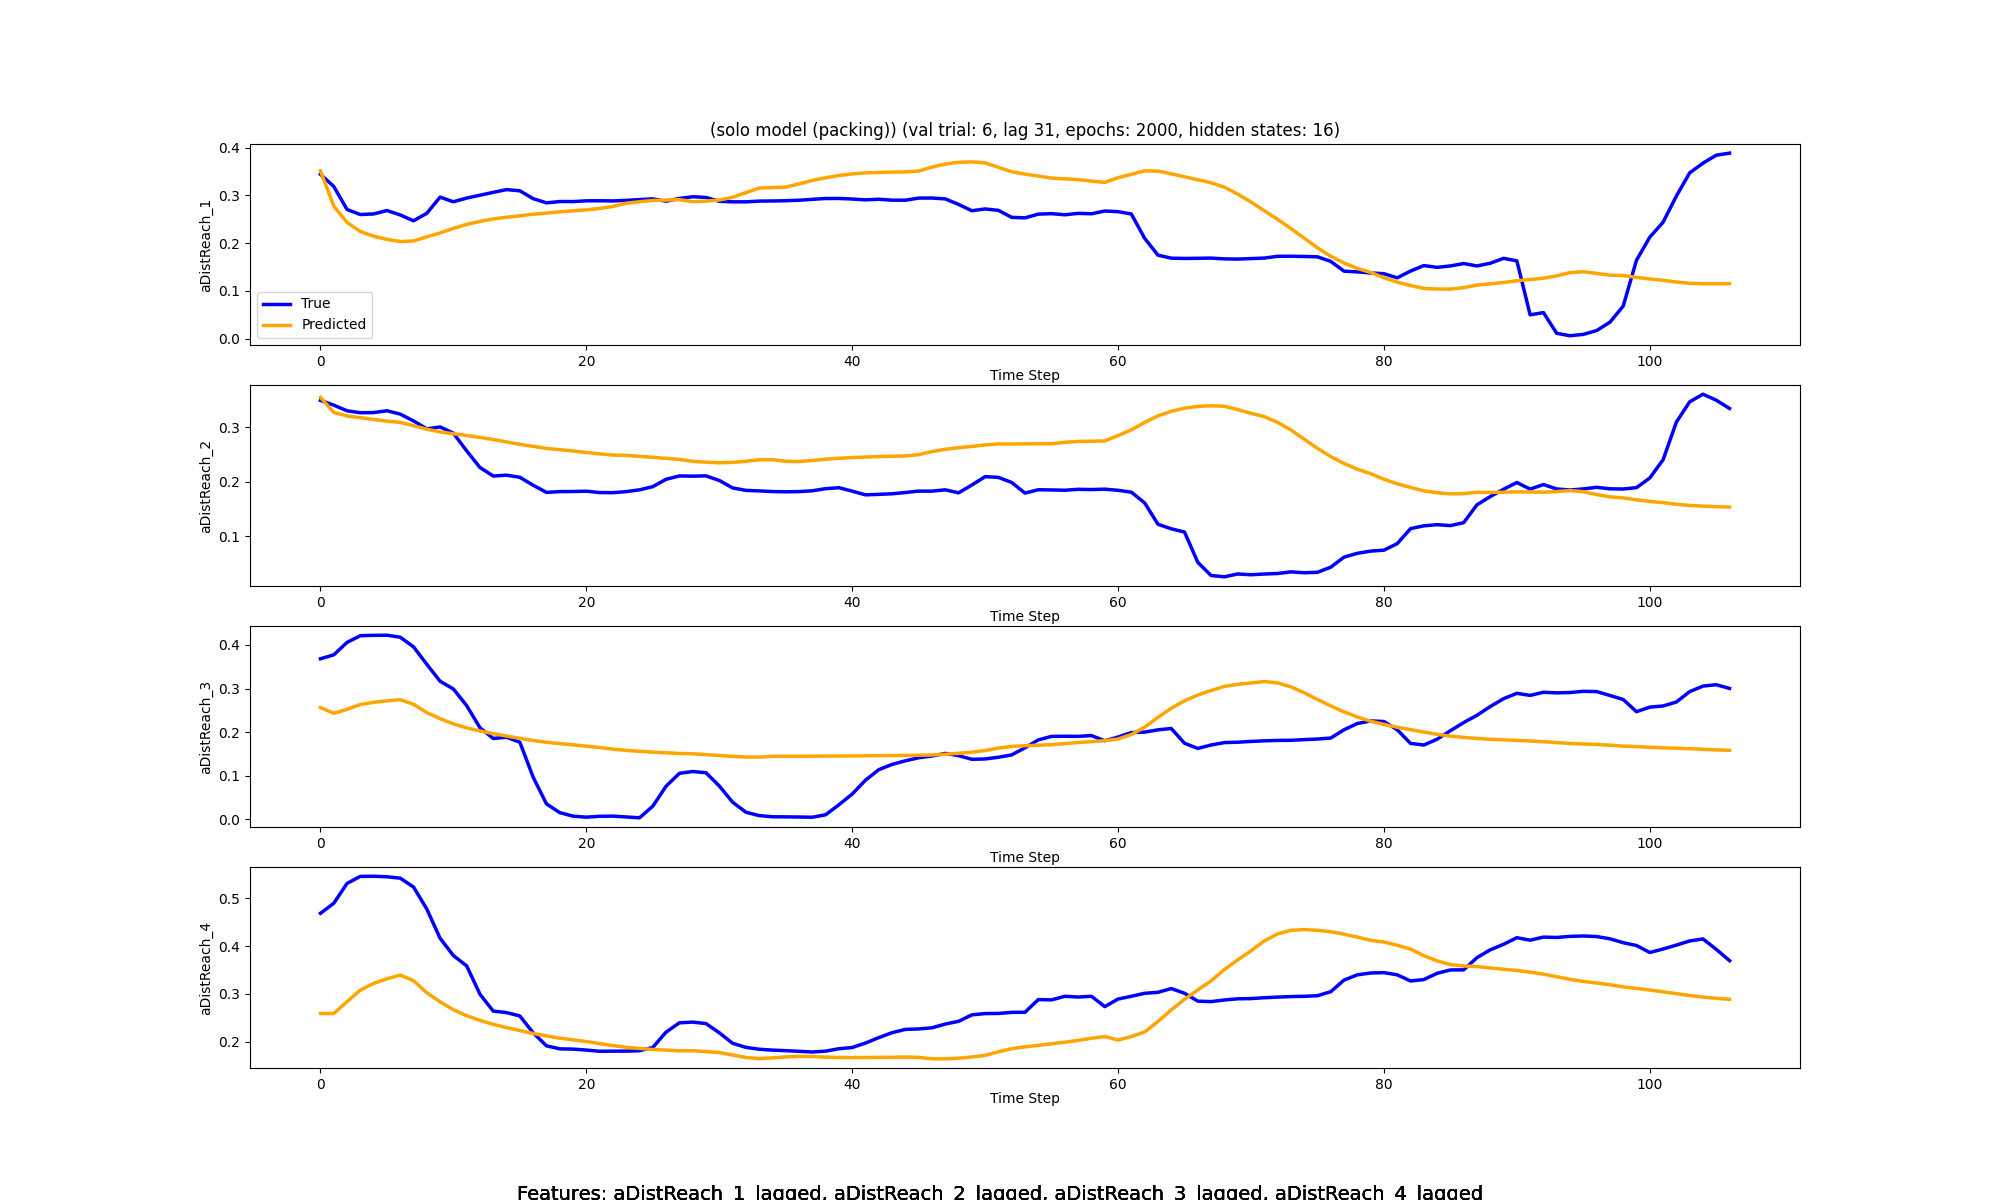 (solo model (packing)) (val trial: 6, lag 31, epochs: 2000, hidden states: 16)
0.4
0.3
0.2
0.1
0.0
aDistReach_1
True
Predicted
0 20 40 60 80 100
Time Step
0.3
0.2
0.1
aDistReach_2
0 20 40 60 80 100
Time Step
0.4
0.3
0.2
0.1
0.0
aDistReach_3
0 20 40 60 80 100
Time Step
0.5
0.4
0.3
0.2
aDistReach_4
0 20 40 60 80 100
Time Step
Features: aDistReach_1_lagged, aDistReach_2_lagged, aDistReach_3_lagged, aDistReach_4_lagged